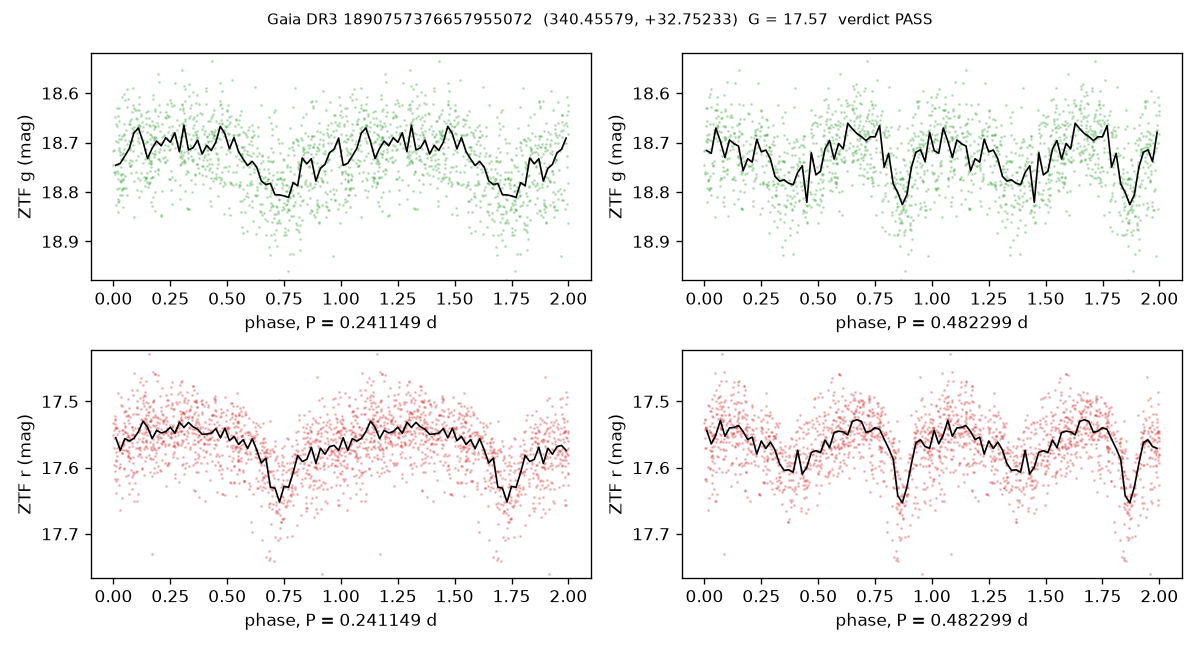 Gaia DR3 1890757376657955072  (340.45579, +32.75233)  G = 17.57  verdict PASS
ZTF g (mag)
18.6
18.7
18.8
18.9
0.00 0.25 0.50 0.75 1.00 1.25 1.50 1.75 2.00
phase, P = 0.241149 d
ZTF g (mag)
18.6
18.7
18.8
18.9
0.00 0.25 0.50 0.75 1.00 1.25 1.50 1.75 2.00
phase, P = 0.482299 d
ZTF r (mag)
17.5
17.6
17.7
0.00 0.25 0.50 0.75 1.00 1.25 1.50 1.75 2.00
phase, P = 0.241149 d
ZTF r (mag)
17.5
17.6
17.7
0.00 0.25 0.50 0.75 1.00 1.25 1.50 1.75 2.00
phase, P = 0.482299 d